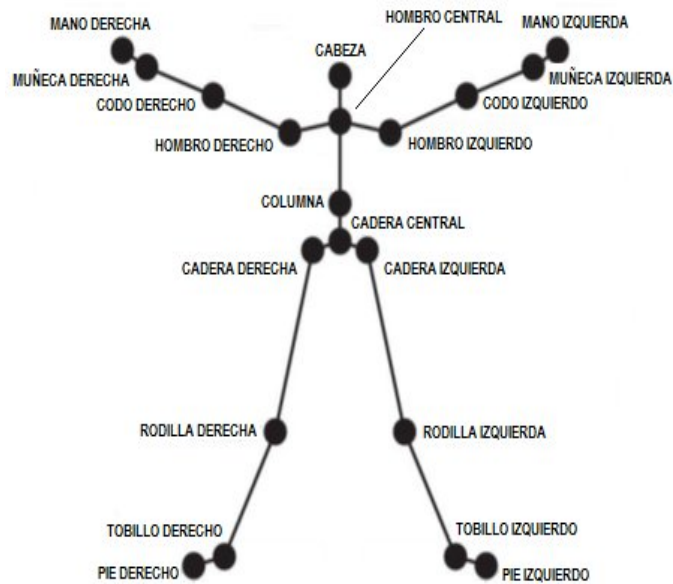 HOMBRO CENTRAL
MANO DERECHA
MANO IZQUIERDA
CABEZA
MUÑECA DERECHA
MUÑECA IZQUIERDA
CODO DERECHO
CODO IZQUIERDO
HOMBRO DERECHO
HOMBRO IZQUIERDO
COLUMNA
CADERA CENTRAL
CADERA DERECHA
CADERA IZQUIERDA
RODILLA DERECHA
RODILLA IZQUIERDA
TOBILLO DERECHO
TOBILLO IZQUIERDO
PIE DERECHO
PIE IZQUIERDO